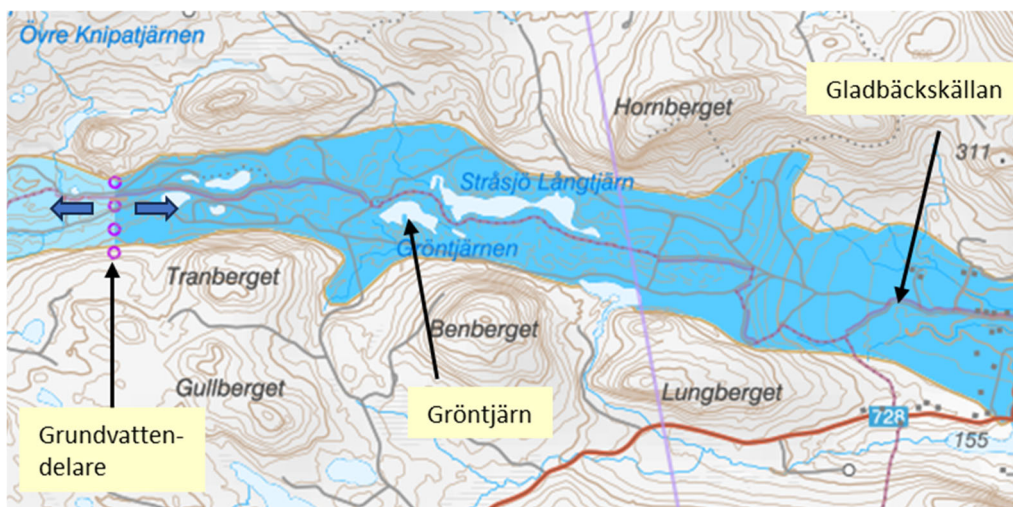 Övre Knipatjärnen
Hornberget
Gladbäckskällan
311
Stråsjö Långtjärn
Gröntjärnen
Tranberget
Benberget
Gullberget
Lungberget
Gröntjärn
728
155
Grundvatten-
delare